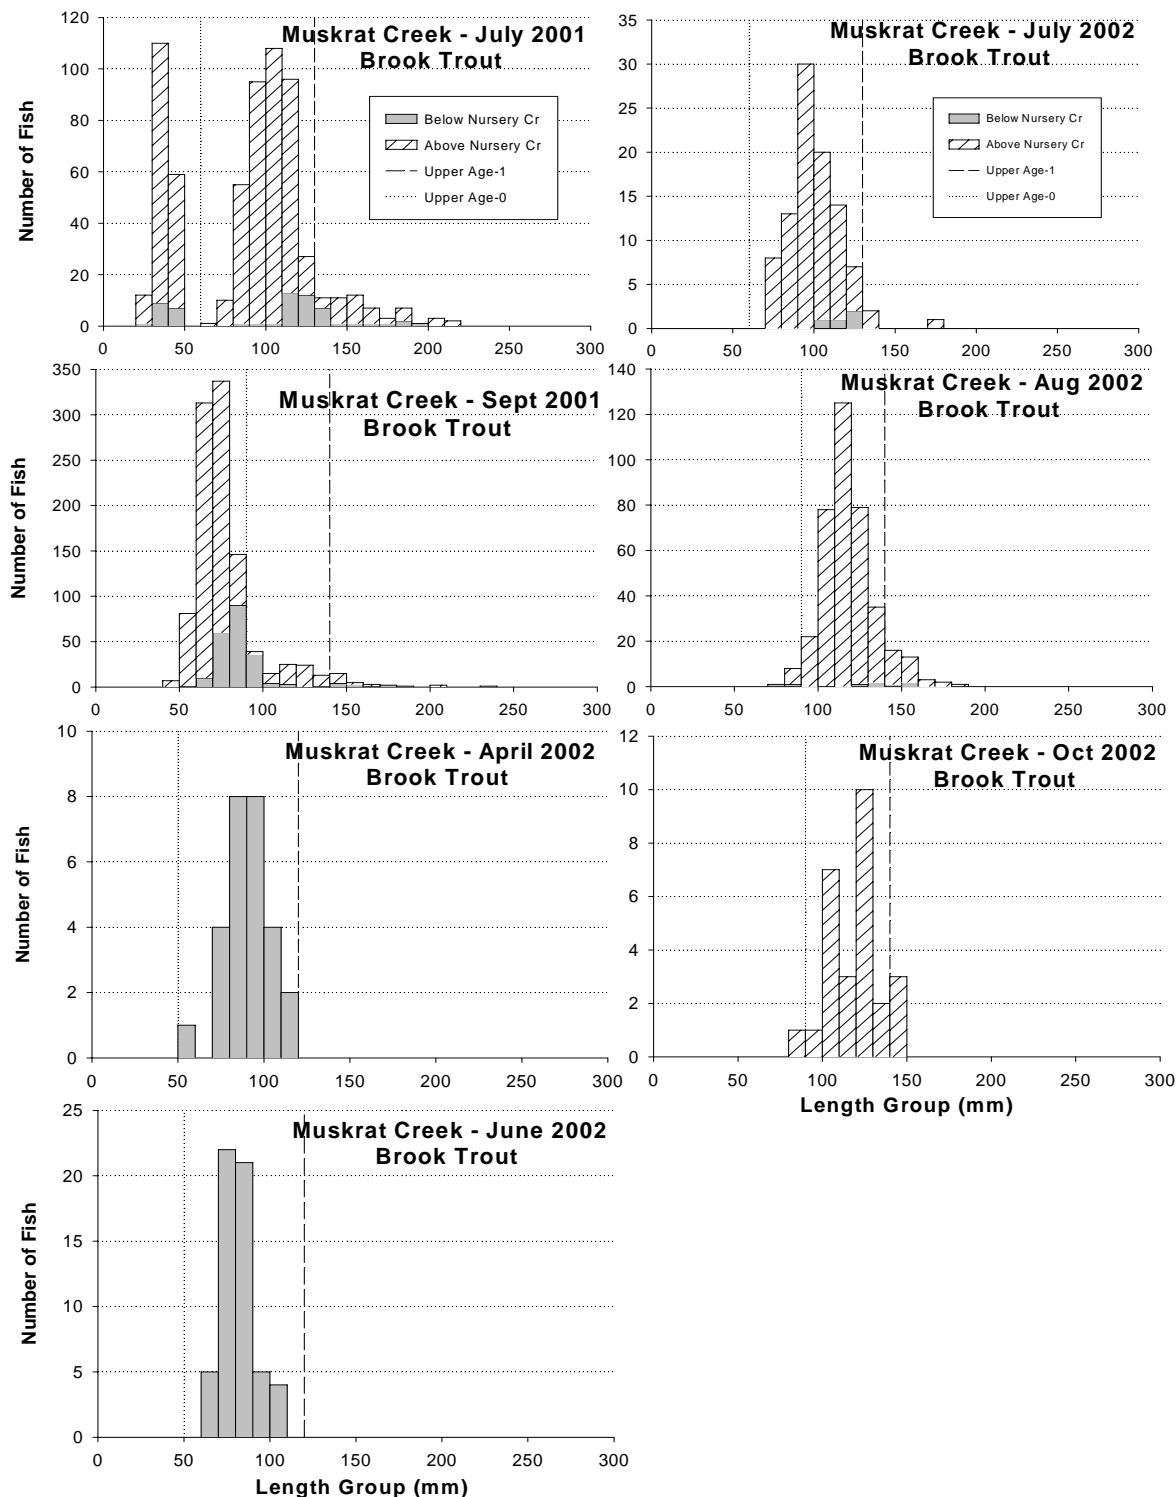 Muskrat Creek - July 2001
Brook Trout
Number of Fish
120
100
80
60
40
20
0
Below Nursery Cr
Above Nursery Cr
Upper Age-1
Upper Age-0
0 50 100 150 200 250 300
Muskrat Creek - July 2002
Brook Trout
35
30
25
20
15
10
5
0
Below Nursery Cr
Above Nursery Cr
Upper Age-1
Upper Age-0
0 50 100 150 200 250 300
Muskrat Creek - Sept 2001
Brook Trout
Number of Fish
350
300
250
200
150
100
50
0
0 50 100 150 200 250 300
Muskrat Creek - Aug 2002
Brook Trout
140
120
100
80
60
40
20
0
0 50 100 150 200 250 300
Muskrat Creek - April 2002
Brook Trout
Number of Fish
10
8
6
4
2
0
0 50 100 150 200 250 300
Muskrat Creek - Oct 2002
Brook Trout
12
10
8
6
4
2
0
0 50 100 150 200 250 300
Length Group (mm)
Muskrat Creek - June 2002
Brook Trout
Number of Fish
25
20
15
10
5
0
0 50 100 150 200 250 300
Length Group (mm)